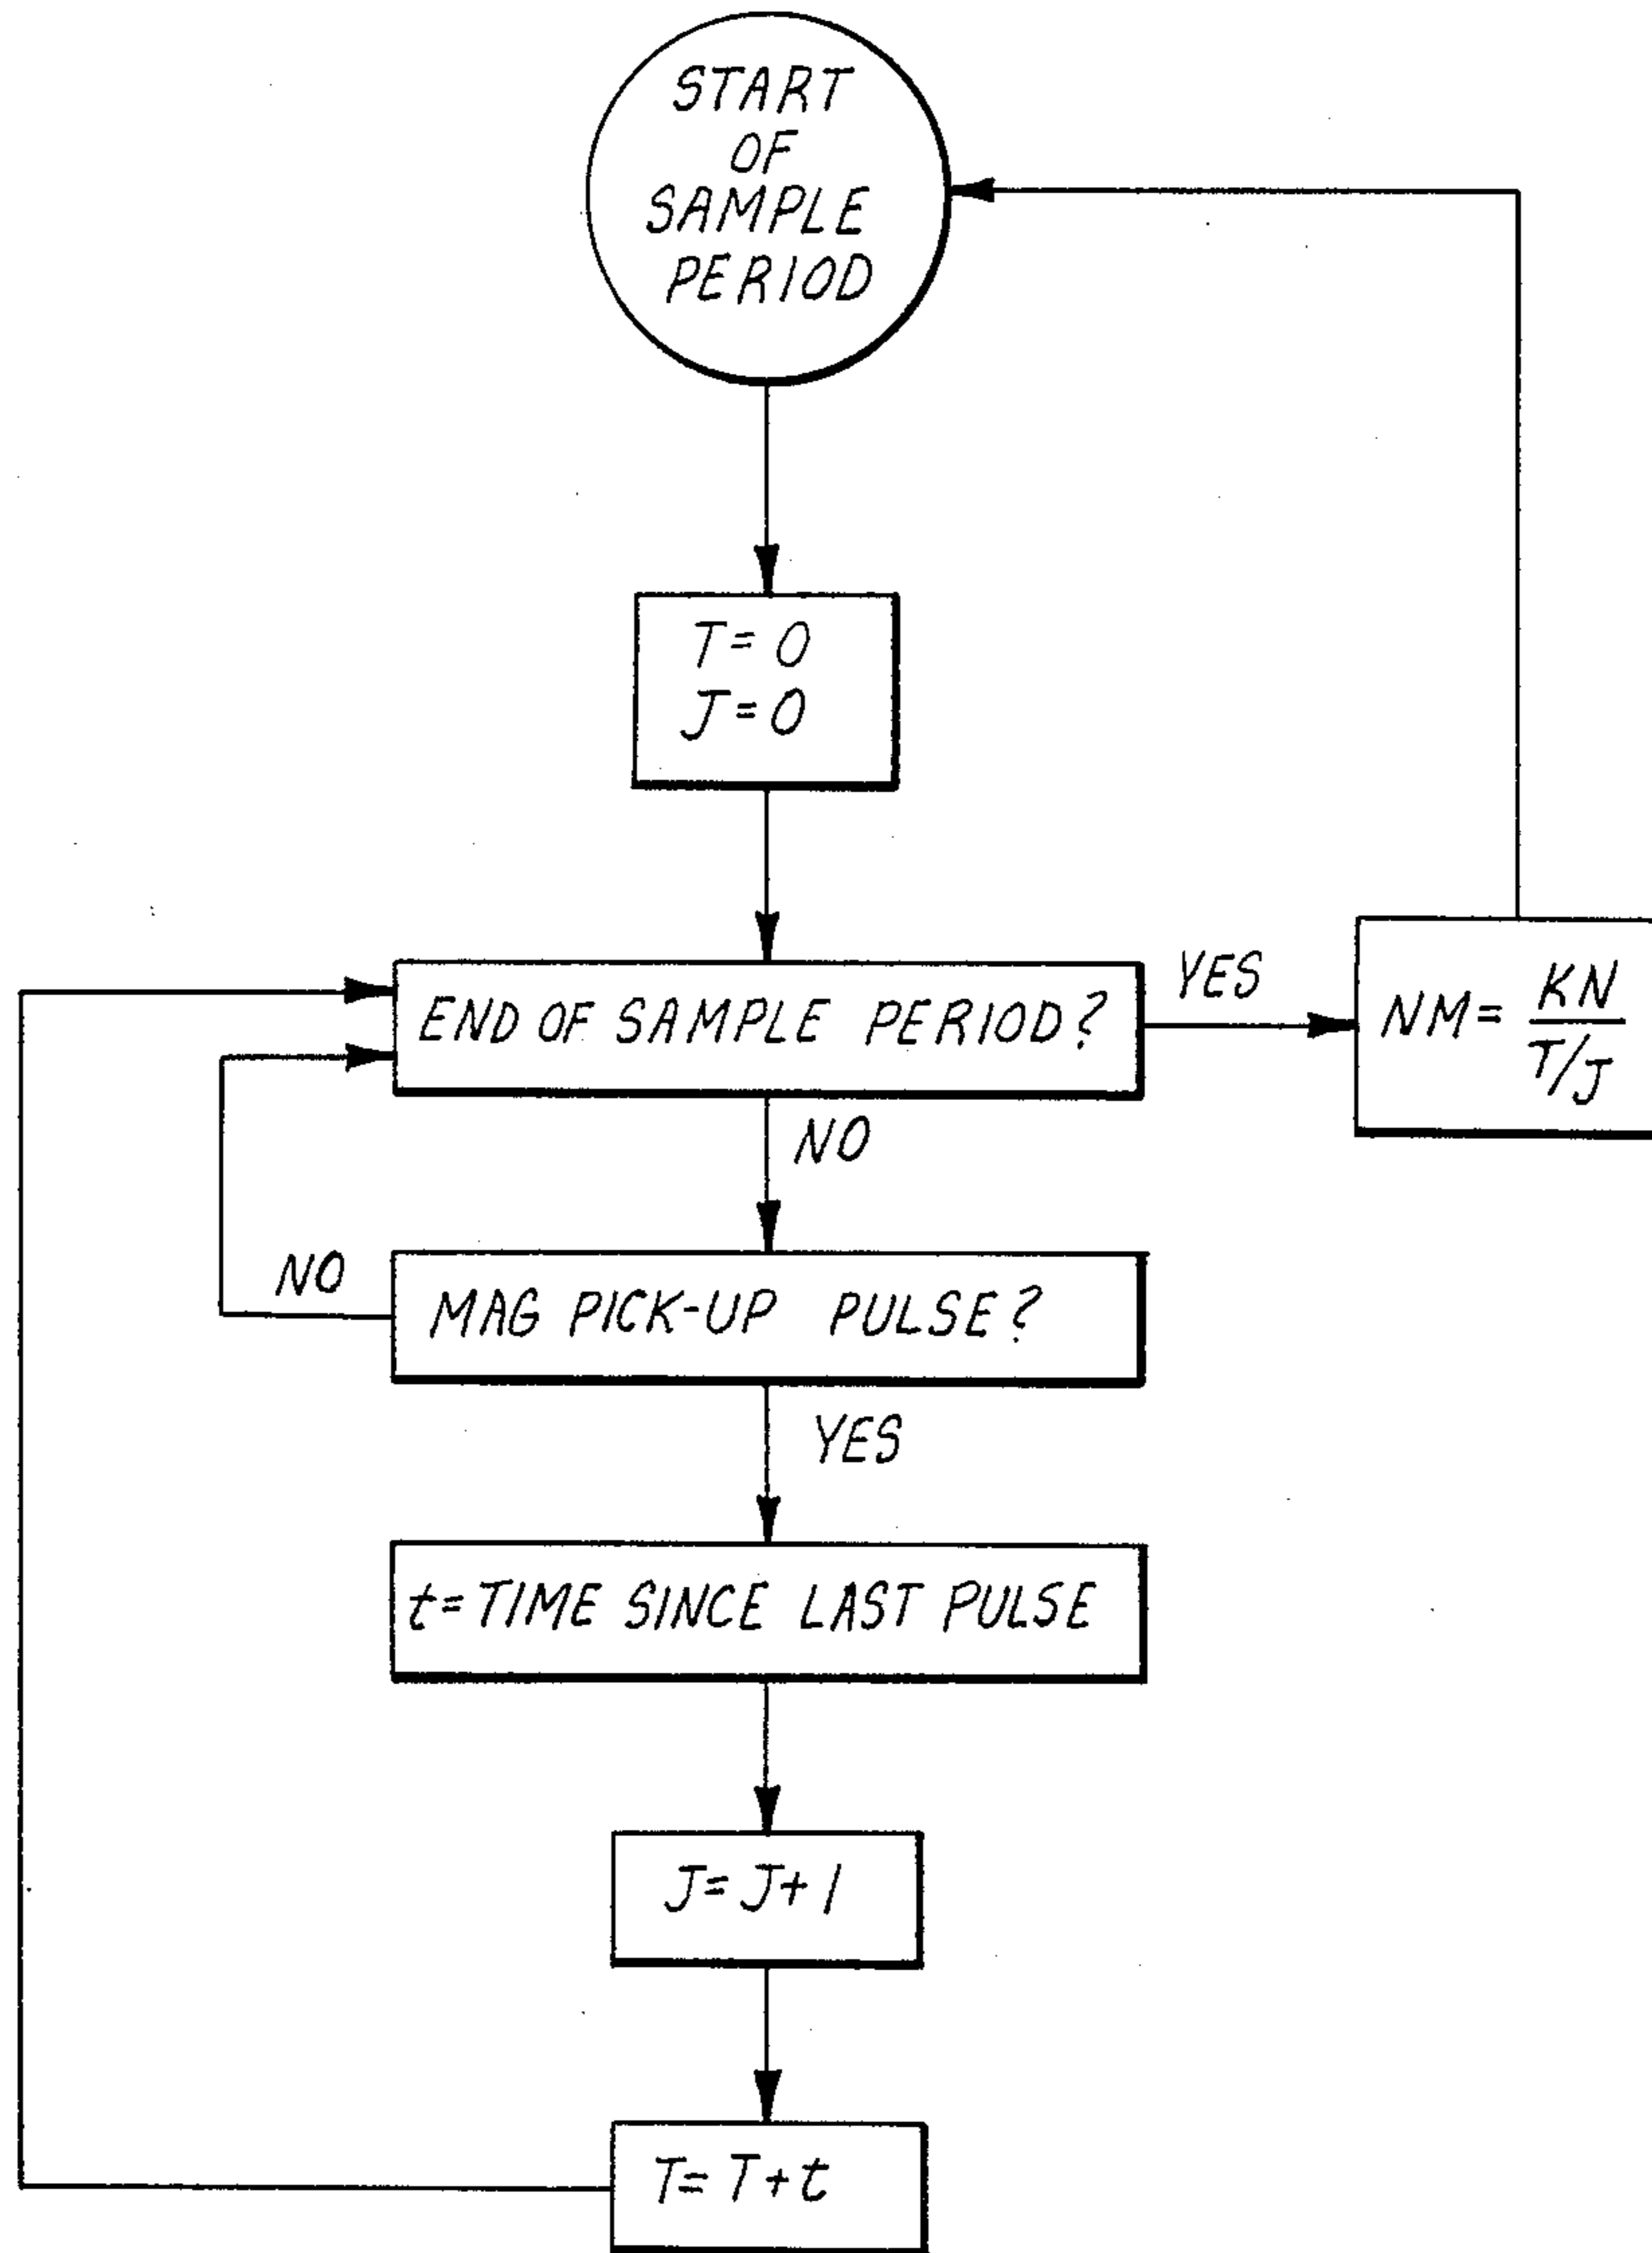 START
OF
SAMPLE
PERIOD
T=0
J=0
END OF SAMPLE PERIOD?
YES
NM= KN
T/J
NO
MAG PICK-UP PULSE?
NO
YES
t=TIME SINCE LAST PULSE
J=J+1
T=T+t